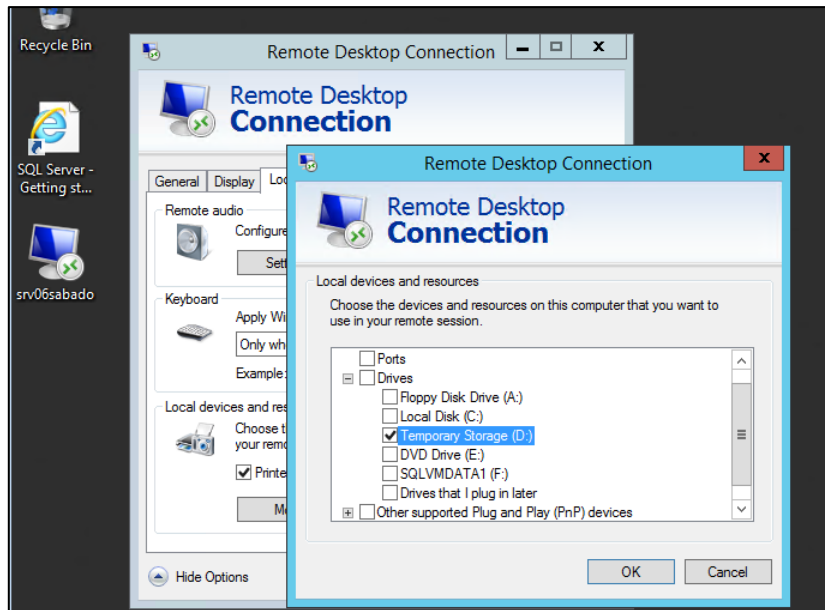 Recycle Bin
SQL Server -
Getting st...
srv06sabado
Remote Desktop Connection
Remote Desktop
Connection
General Display Loc
Remote audio
Configure
Sett
Keyboard
Apply Wi
Only wh
Example:
Local devices and res
Choose t
your remo
Printe
Mo
Hide Options
Remote Desktop Connection
Remote Desktop
Connection
Local devices and resources
Choose the devices and resources on this computer that you want to
use in your remote session.
Ports
Drives
Floppy Disk Drive (A:)
Local Disk (C:)
Temporary Storage (D:)
DVD Drive (E:)
SQLVMDATA1 (F:)
Drives that I plug in later
Other supported Plug and Play (PnP) devices
OK Cancel